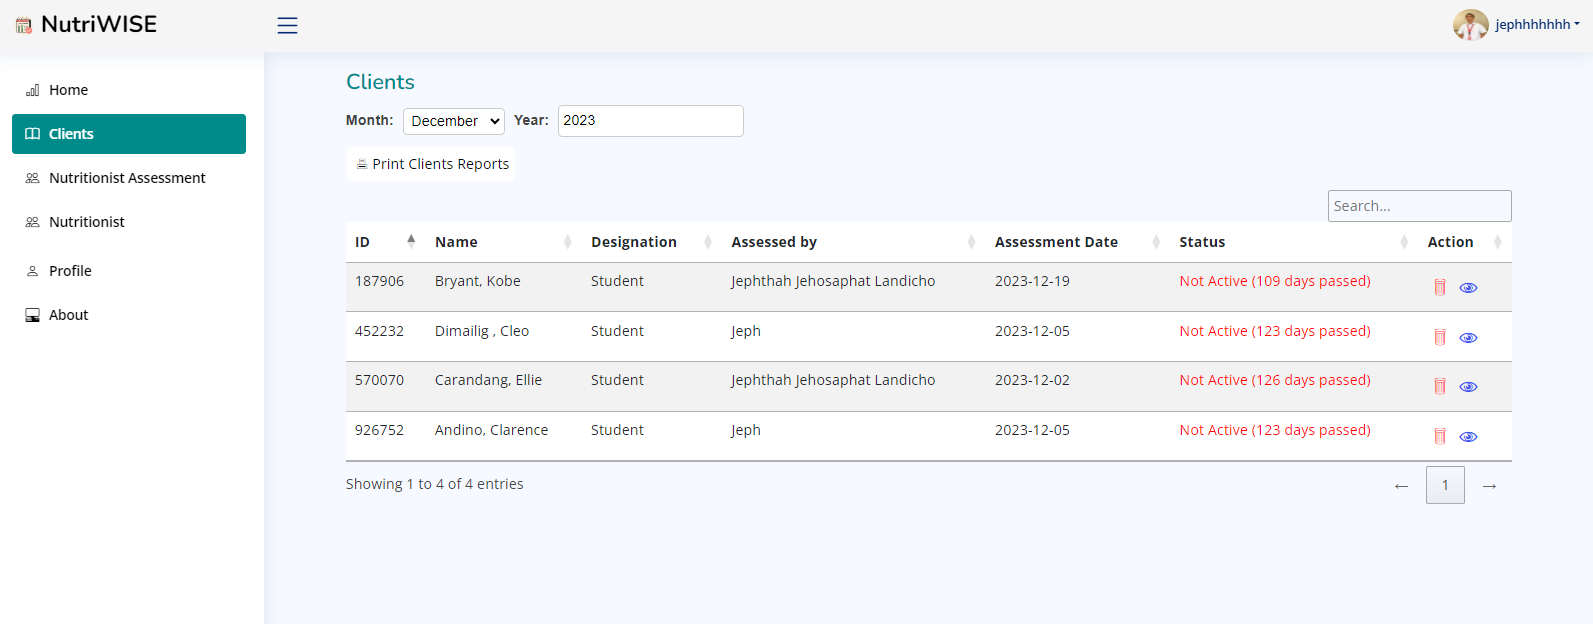 NutriWISE
jephhhhhhh
Home
Clients
Nutritionist Assessment
Nutritionist
Profile
About
Clients
Month: December Year: 2023
Print Clients Reports
Search...
ID Name Designation Assessed by Assessment Date Status Action
187906 Bryant, Kobe Student Jephthah Jehosaphat Landicho 2023-12-19 Not Active (109 days passed)
452232 Dimailig , Cleo Student Jeph 2023-12-05 Not Active (123 days passed)
570070 Carandang, Ellie Student Jephthah Jehosaphat Landicho 2023-12-02 Not Active (126 days passed)
926752 Andino, Clarence Student Jeph 2023-12-05 Not Active (123 days passed)
Showing 1 to 4 of 4 entries
← 1 →